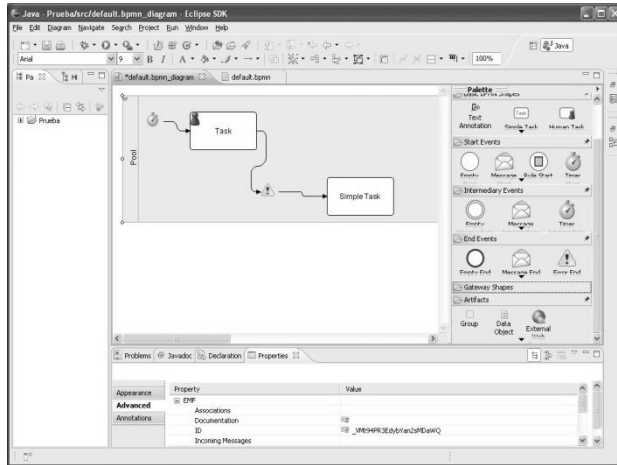 Java - Prueba/src/default.bpmn_diagram - Eclipse SDK
File Edit Diagram Navigate Search Project Run Window Help
Java
Arial 9 B I A 100%
Pa H *default.bpmn_diagram default.bpmn
Prueba
Pool
Task
Simple Task
Palette
Basic BPMN Shapes
Text Annotation
Simple Task
Human Task
Start Events
Empty
Message
Rule Start
Timer
Intermediary Events
Empty
Message
Timer
End Events
Empty End
Message End
Error End
Gateway Shapes
Artifacts
Group
Data Object
External
Problems @ Javadoc Declaration Properties
Appearance
Advanced
Annotations
Property Value
EMF
Associations
Documentation
ID
Incoming Messages